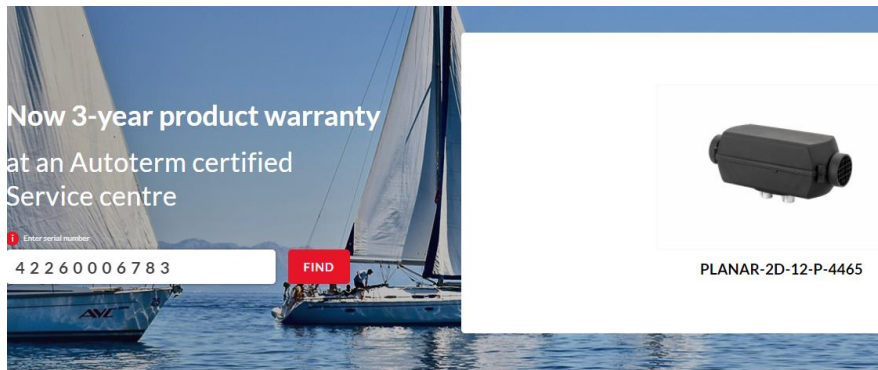 Now 3-year product warranty
at an Autoterm certified
Service centre
i Enter serial number
42260006783
FIND
AVC
PLANAR-2D-12-P-4465